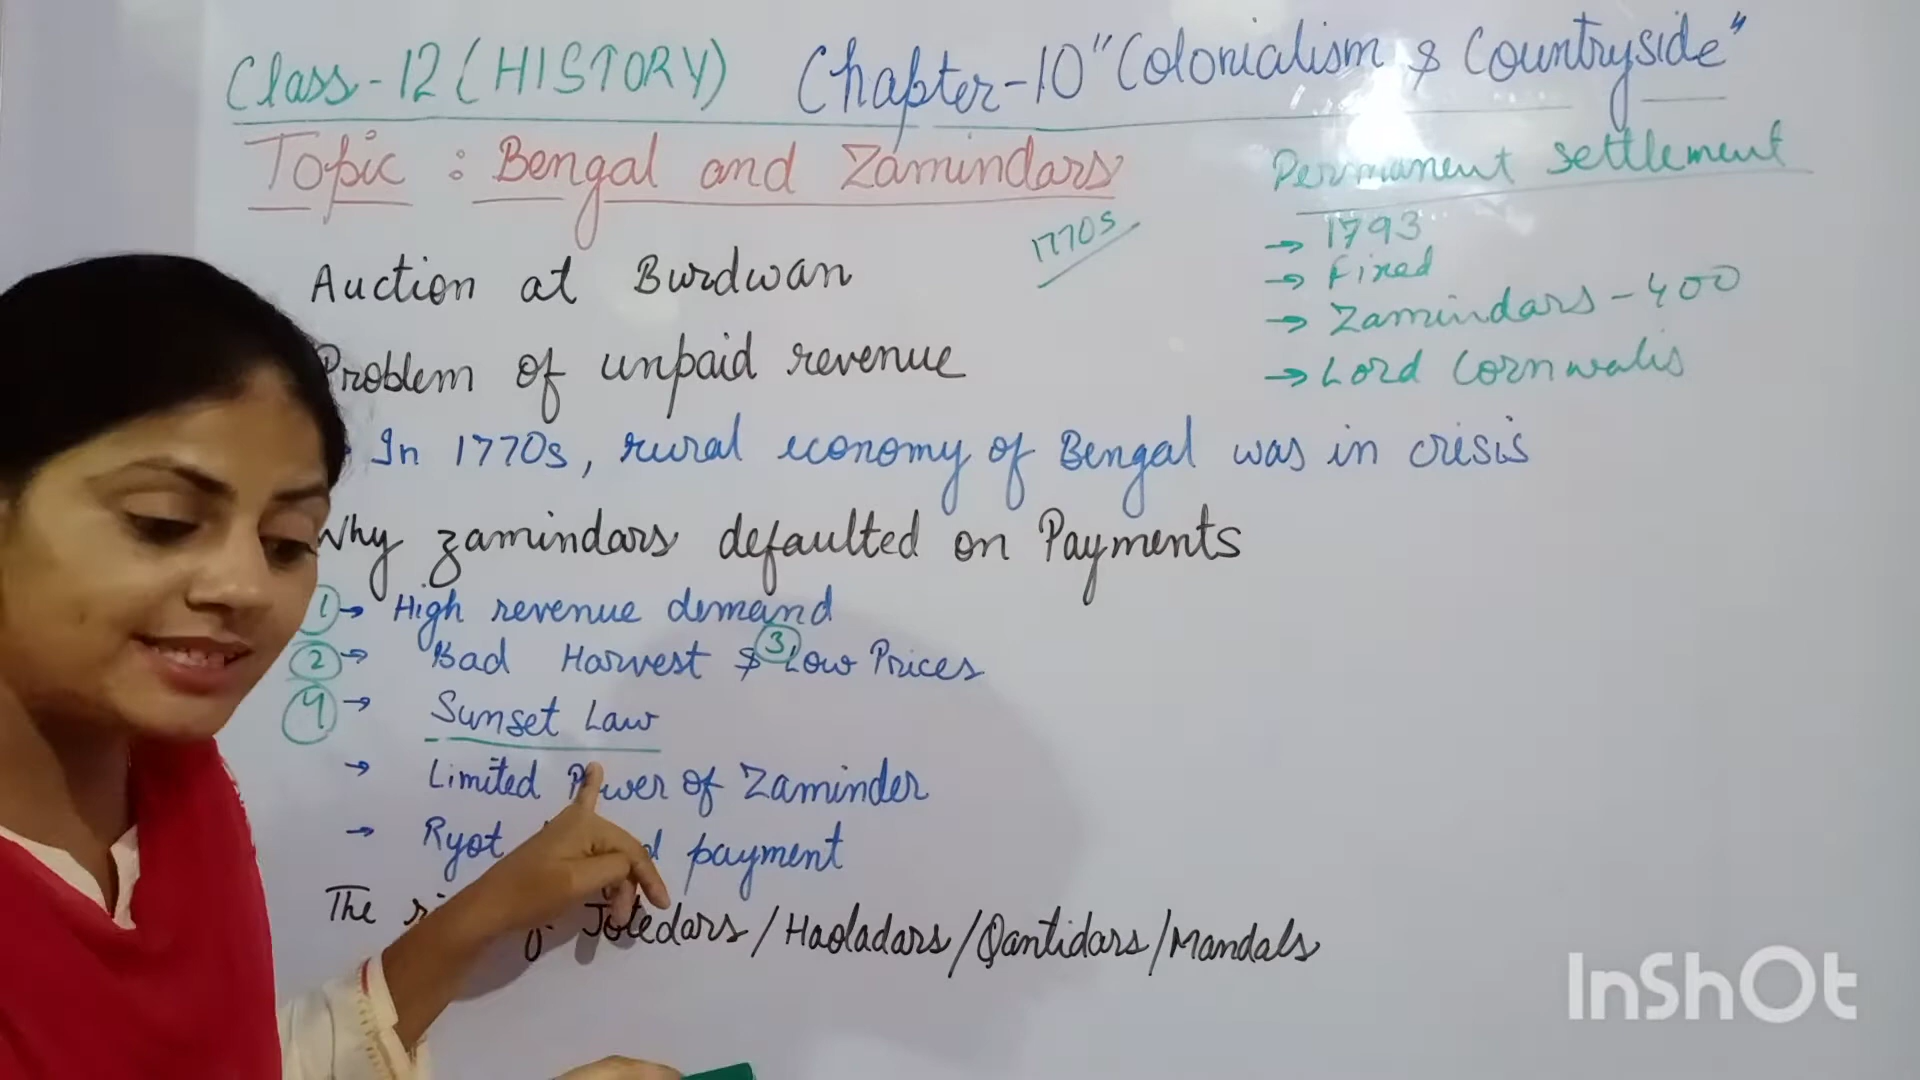 Class-12 (HISTORY) Chapter-10 "Colonialism & Countryside"
Topic : Bengal and Zamindars
Permanent settlement
→ 1793
→ Fixed
→ Zamindars - 400
→ Lord Cornwalis
1770s
Auction at Burdwan
Problem of unpaid revenue
In 1770s, rural economy of Bengal was in crisis
Why zamindars defaulted on Payments
1 → High revenue demand
2 → Bad Harvest & 3 Low Prices
4 → Sunset Law
→ Limited Power of Zaminder
→ Ryot payment
The Jotedars/Haoladars/Gantidars/Mandals
InShOt